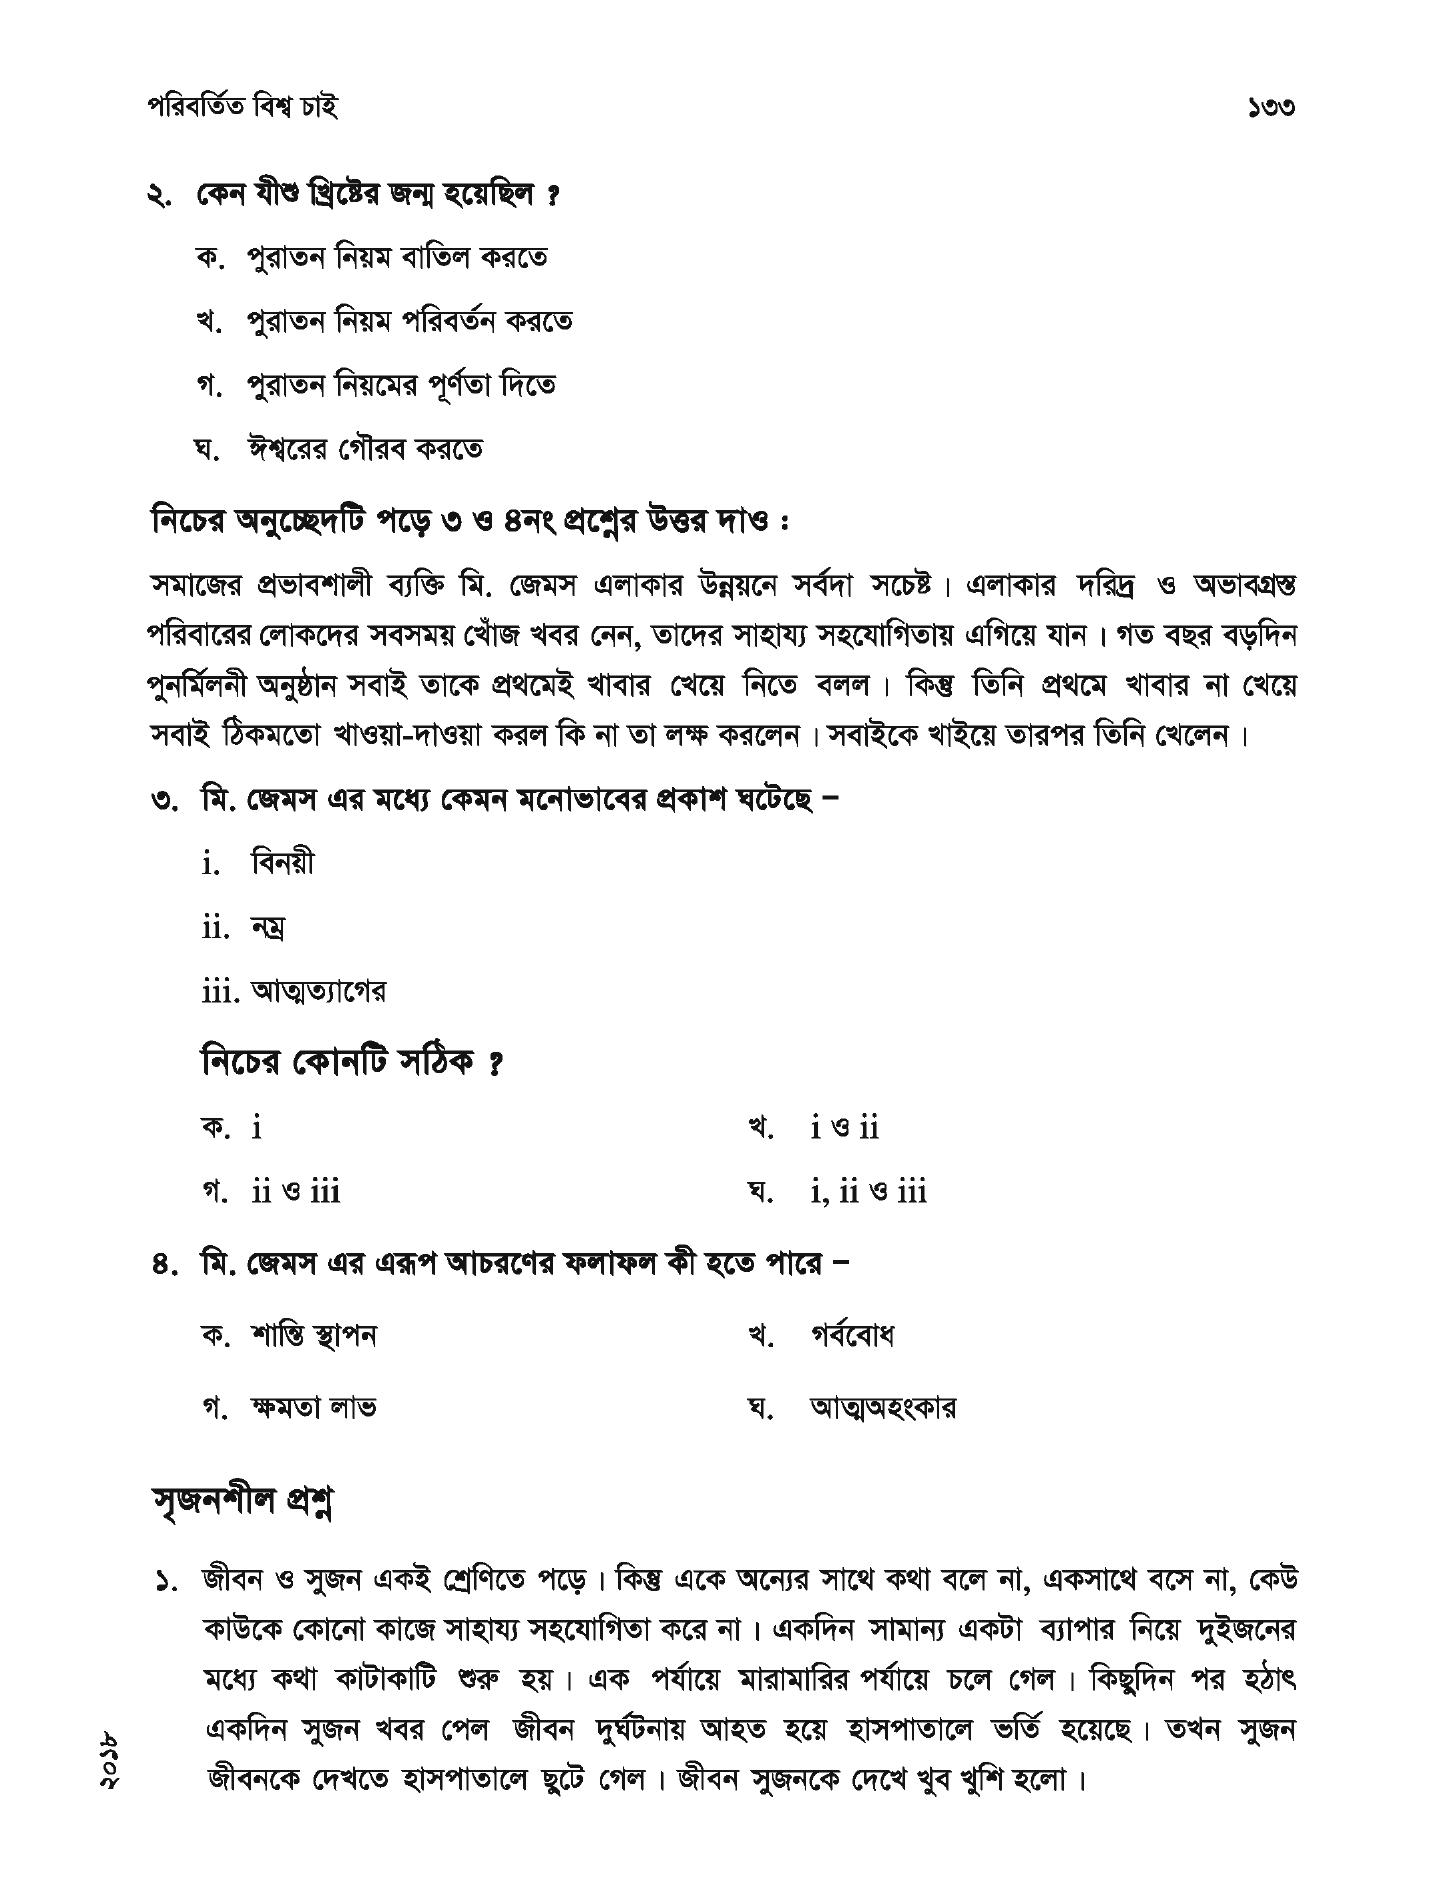 পরিবর্তিত বিশ্ব চাই ১৩৩
২. কেন যীশু খ্রিষ্টের জন্ম হয়েছিল ?
ক. পুরাতন নিয়ম বাতিল করতে
খ. পুরাতন নিয়ম পরিবর্তন করতে
গ. পুরাতন নিয়মের পূর্ণতা দিতে
ঘ. ঈশ্বরের গৌরব করতে
নিচের অনুচ্ছেদটি পড়ে ৩ ও ৪নং প্রশ্নের উত্তর দাও :
সমাজের প্রভাবশালী ব্যক্তি মি. জেমস এলাকার উন্নয়নে সর্বদা সচেষ্ট । এলাকার দরিদ্র ও অভাবগ্রস্ত
পরিবারের লোকদের সবসময় খোঁজ খবর নেন, তাদের সাহায্য সহযোগিতায় এগিয়ে যান । গত বছর বড়দিন
পুনর্মিলনী অনুষ্ঠান সবাই তাকে প্রথমেই খাবার খেয়ে নিতে বলল । কিন্তু তিনি প্রথমে খাবার না খেয়ে
সবাই ঠিকমতো খাওয়া-দাওয়া করল কি না তা লক্ষ করলেন । সবাইকে খাইয়ে তারপর তিনি খেলেন ।
৩. মি. জেমস এর মধ্যে কেমন মনোভাবের প্রকাশ ঘটেছে –
i. বিনয়ী
ii. নম্র
iii. আত্মত্যাগের
নিচের কোনটি সঠিক ?
ক. i খ. i ও ii
গ. ii ও iii ঘ. i, ii ও iii
৪. মি. জেমস এর এরূপ আচরণের ফলাফল কী হতে পারে –
ক. শান্তি স্থাপন খ. গর্ববোধ
গ. ক্ষমতা লাভ ঘ. আত্মঅহংকার
সৃজনশীল প্রশ্ন
১. জীবন ও সুজন একই শ্রেণিতে পড়ে । কিন্তু একে অন্যের সাথে কথা বলে না, একসাথে বসে না, কেউ
কাউকে কোনো কাজে সাহায্য সহযোগিতা করে না । একদিন সামান্য একটা ব্যাপার নিয়ে দুইজনের
মধ্যে কথা কাটাকাটি শুরু হয় । এক পর্যায়ে মারামারির পর্যায়ে চলে গেল । কিছুদিন পর হঠাৎ
একদিন সুজন খবর পেল জীবন দুর্ঘটনায় আহত হয়ে হাসপাতালে ভর্তি হয়েছে । তখন সুজন
জীবনকে দেখতে হাসপাতালে ছুটে গেল । জীবন সুজনকে দেখে খুব খুশি হলো ।
২০১৮